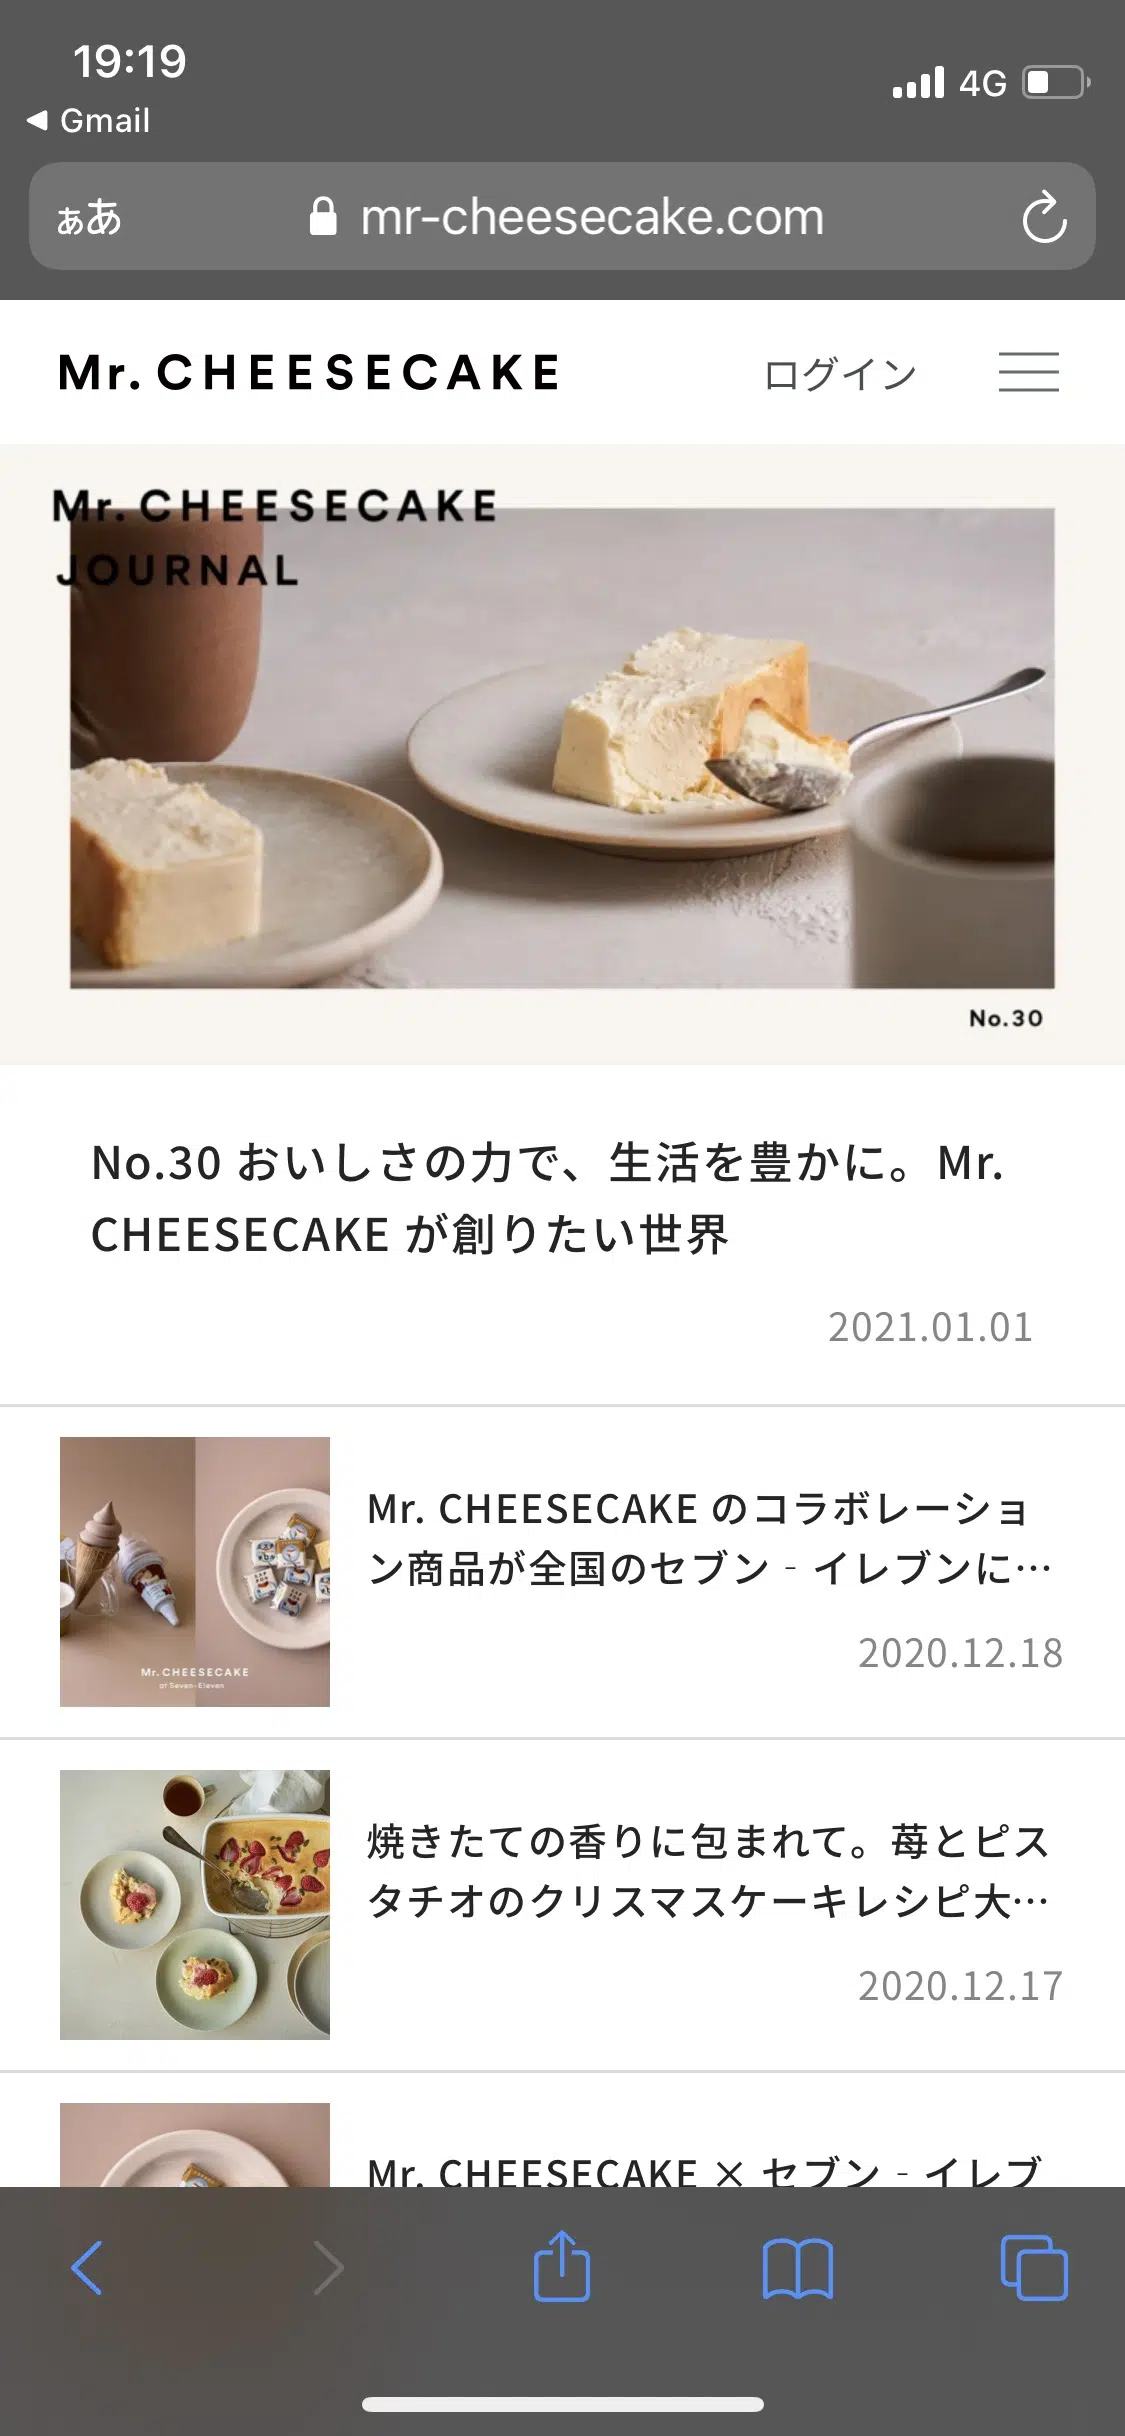 19:19
4G
◀ Gmail
ぁあ
mr-cheesecake.com
Mr. CHEESECAKE
ログイン
Mr. CHEESECAKE
JOURNAL
No.30
No.30 おいしさの力で、生活を豊かに。Mr.
CHEESECAKE が創りたい世界
2021.01.01
Mr. CHEESECAKE のコラボレーショ
ン商品が全国のセブン‐イレブンに…
2020.12.18
Mr. CHEESECAKE
at Seven-Eleven
焼きたての香りに包まれて。苺とピス
タチオのクリスマスケーキレシピ大…
2020.12.17
Mr. CHEESECAKE × セブン‐イレブ